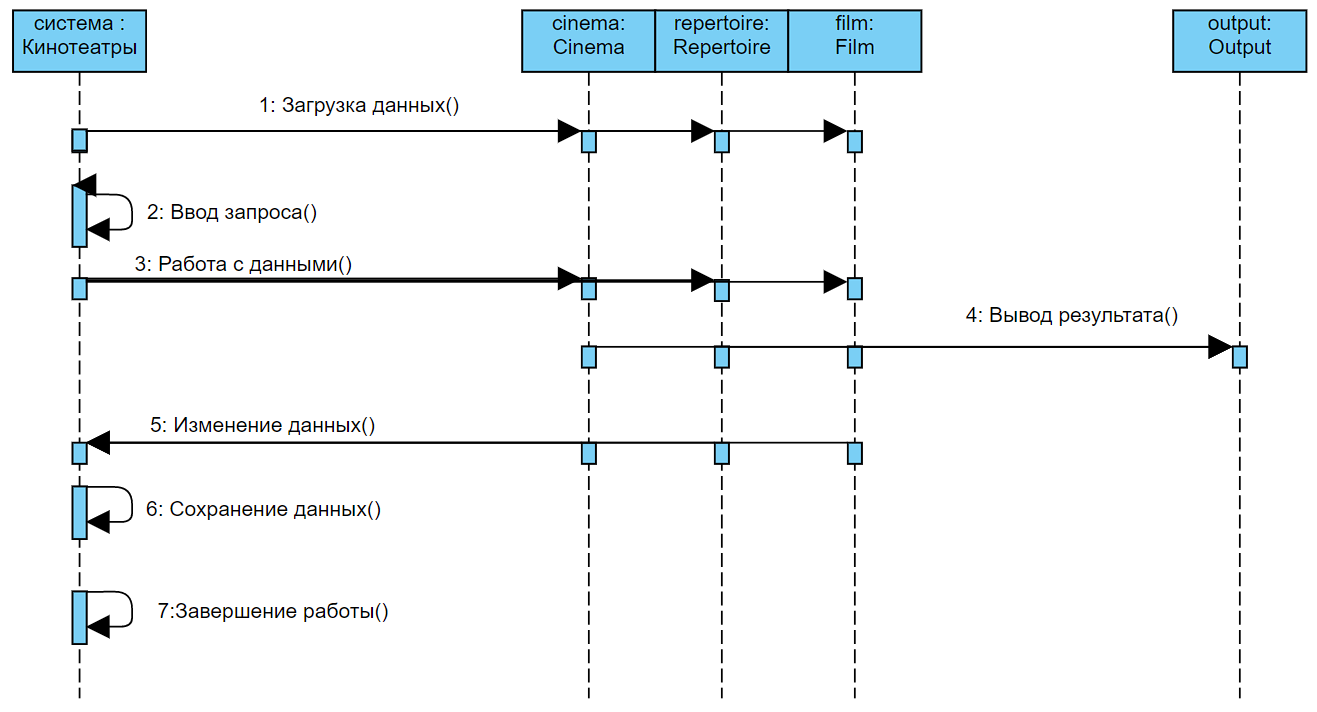 система :
Кинотеатры
cinema:
Cinema
repertoire:
Repertoire
film:
Film
output:
Output
1: Загрузка данных()
2: Ввод запроса()
3: Работа с данными()
4: Вывод результата()
5: Изменение данных()
6: Сохранение данных()
7:Завершение работы()